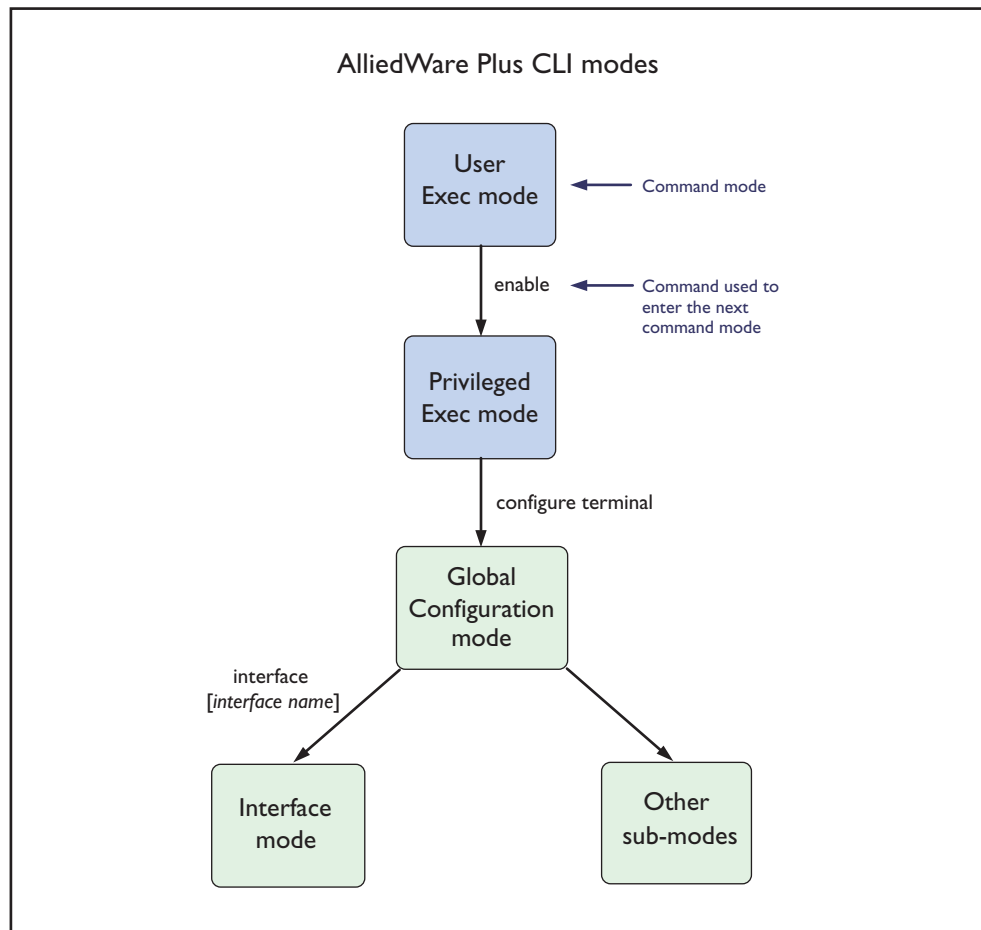 AlliedWare Plus CLI modes
User
Exec mode
Command mode
enable
Command used to
enter the next
command mode
Privileged
Exec mode
configure terminal
Global
Configuration
mode
interface
[interface name]
Interface
mode
Other
sub-modes